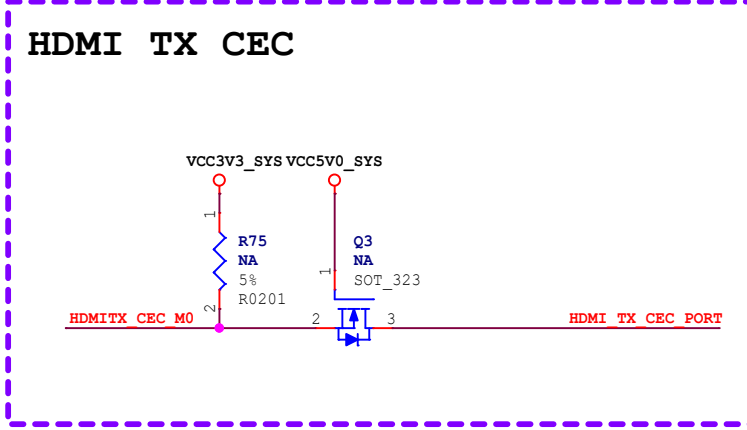 HDMI TX CEC
VCC3V3_SYS VCC5V0_SYS
1
R75
NA
5%
R0201
2
1
Q3
NA
SOT_323
HDMITX_CEC_M0
2
3
HDMI_TX_CEC_PORT